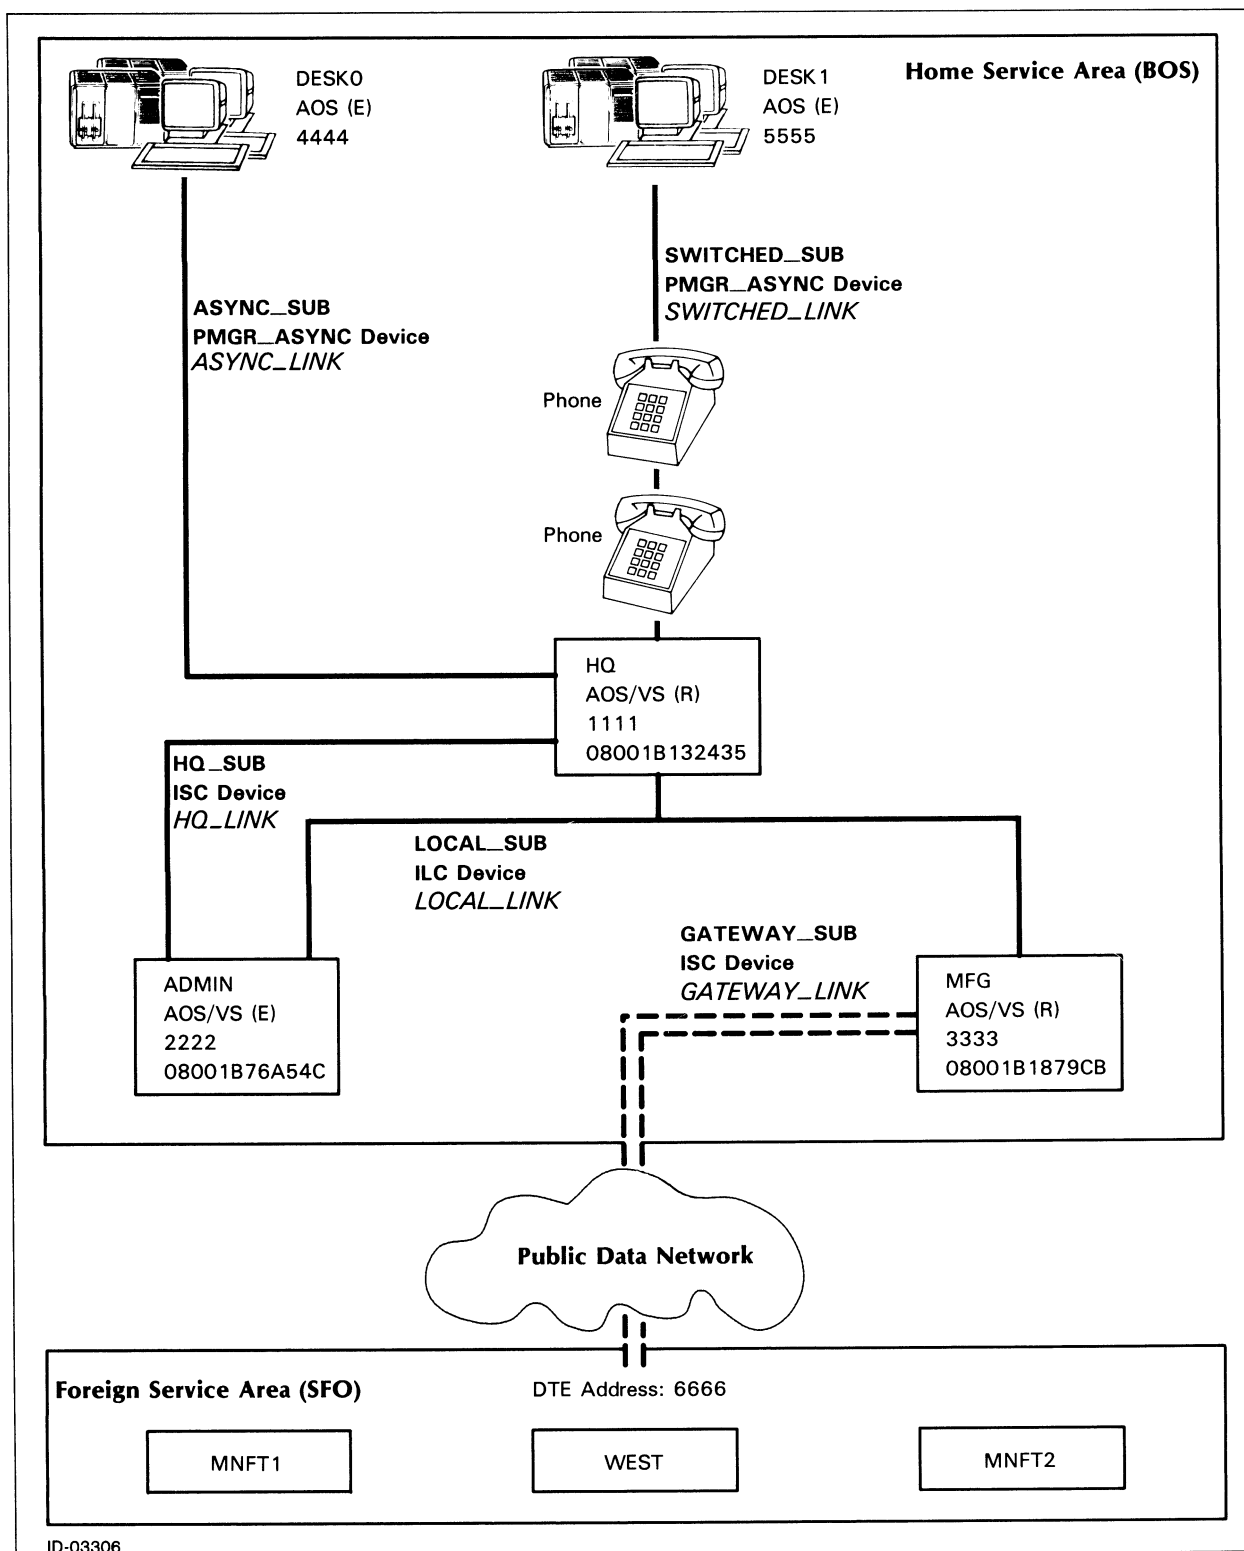 Home Service Area (BOS)
DESK0
AOS (E)
4444
DESK1
AOS (E)
5555
ASYNC_SUB
PMGR_ASYNC Device
ASYNC_LINK
SWITCHED_SUB
PMGR_ASYNC Device
SWITCHED_LINK
Phone
Phone
HQ
AOS/VS (R)
1111
08001B132435
HQ_SUB
ISC Device
HQ_LINK
LOCAL_SUB
ILC Device
LOCAL_LINK
GATEWAY_SUB
ISC Device
GATEWAY_LINK
ADMIN
AOS/VS (E)
2222
08001B76A54C
MFG
AOS/VS (R)
3333
08001B1879CB
Public Data Network
Foreign Service Area (SFO)
DTE Address: 6666
MNFT1
WEST
MNFT2
ID-03306